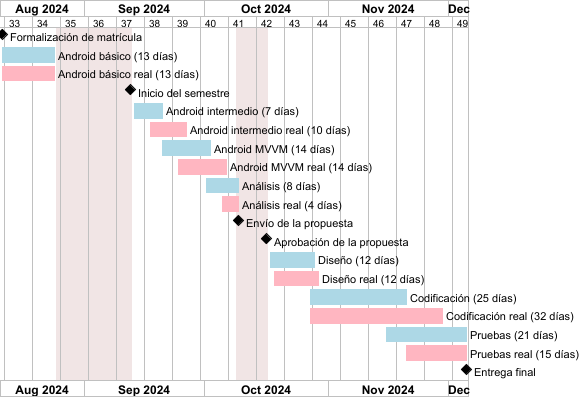 Aug 2024 Sep 2024 Oct 2024 Nov 2024 Dec
33 34 35 36 37 38 39 40 41 42 43 44 45 46 47 48 49
Formalización de matrícula
Android básico (13 días)
Android básico real (13 días)
Inicio del semestre
Android intermedio (7 días)
Android intermedio real (10 días)
Android MVVM (14 días)
Android MVVM real (14 días)
Análisis (8 días)
Análisis real (4 días)
Envío de la propuesta
Aprobación de la propuesta
Diseño (12 días)
Diseño real (12 días)
Codificación (25 días)
Codificación real (32 días)
Pruebas (21 días)
Pruebas real (15 días)
Entrega final
Aug 2024 Sep 2024 Oct 2024 Nov 2024 Dec